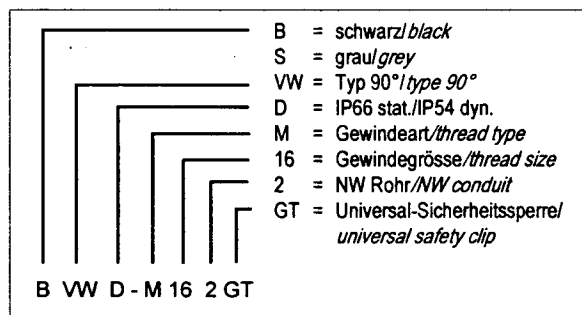 B = schwarz/black
S = grau/grey
VW = Typ 90°/type 90°
D = IP66 stat./IP54 dyn.
M = Gewindeart/thread type
16 = Gewindegrösse/thread size
2 = NW Rohr/NW conduit
GT = Universal-Sicherheitssperre/
universal safety clip
B VW D - M 16 2 GT